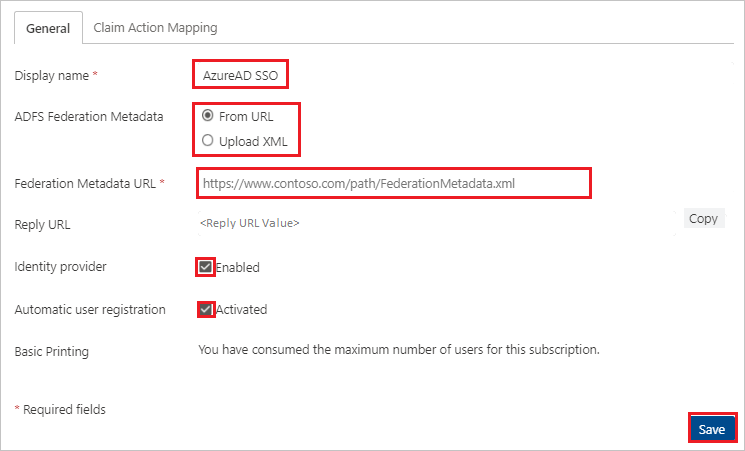 General Claim Action Mapping
Display name * AzureAD SSO
ADFS Federation Metadata From URL
Upload XML
Federation Metadata URL * https://www.contoso.com/path/FederationMetadata.xml
Reply URL <Reply URL Value> Copy
Identity provider Enabled
Automatic user registration Activated
Basic Printing You have consumed the maximum number of users for this subscription.
* Required fields
Save